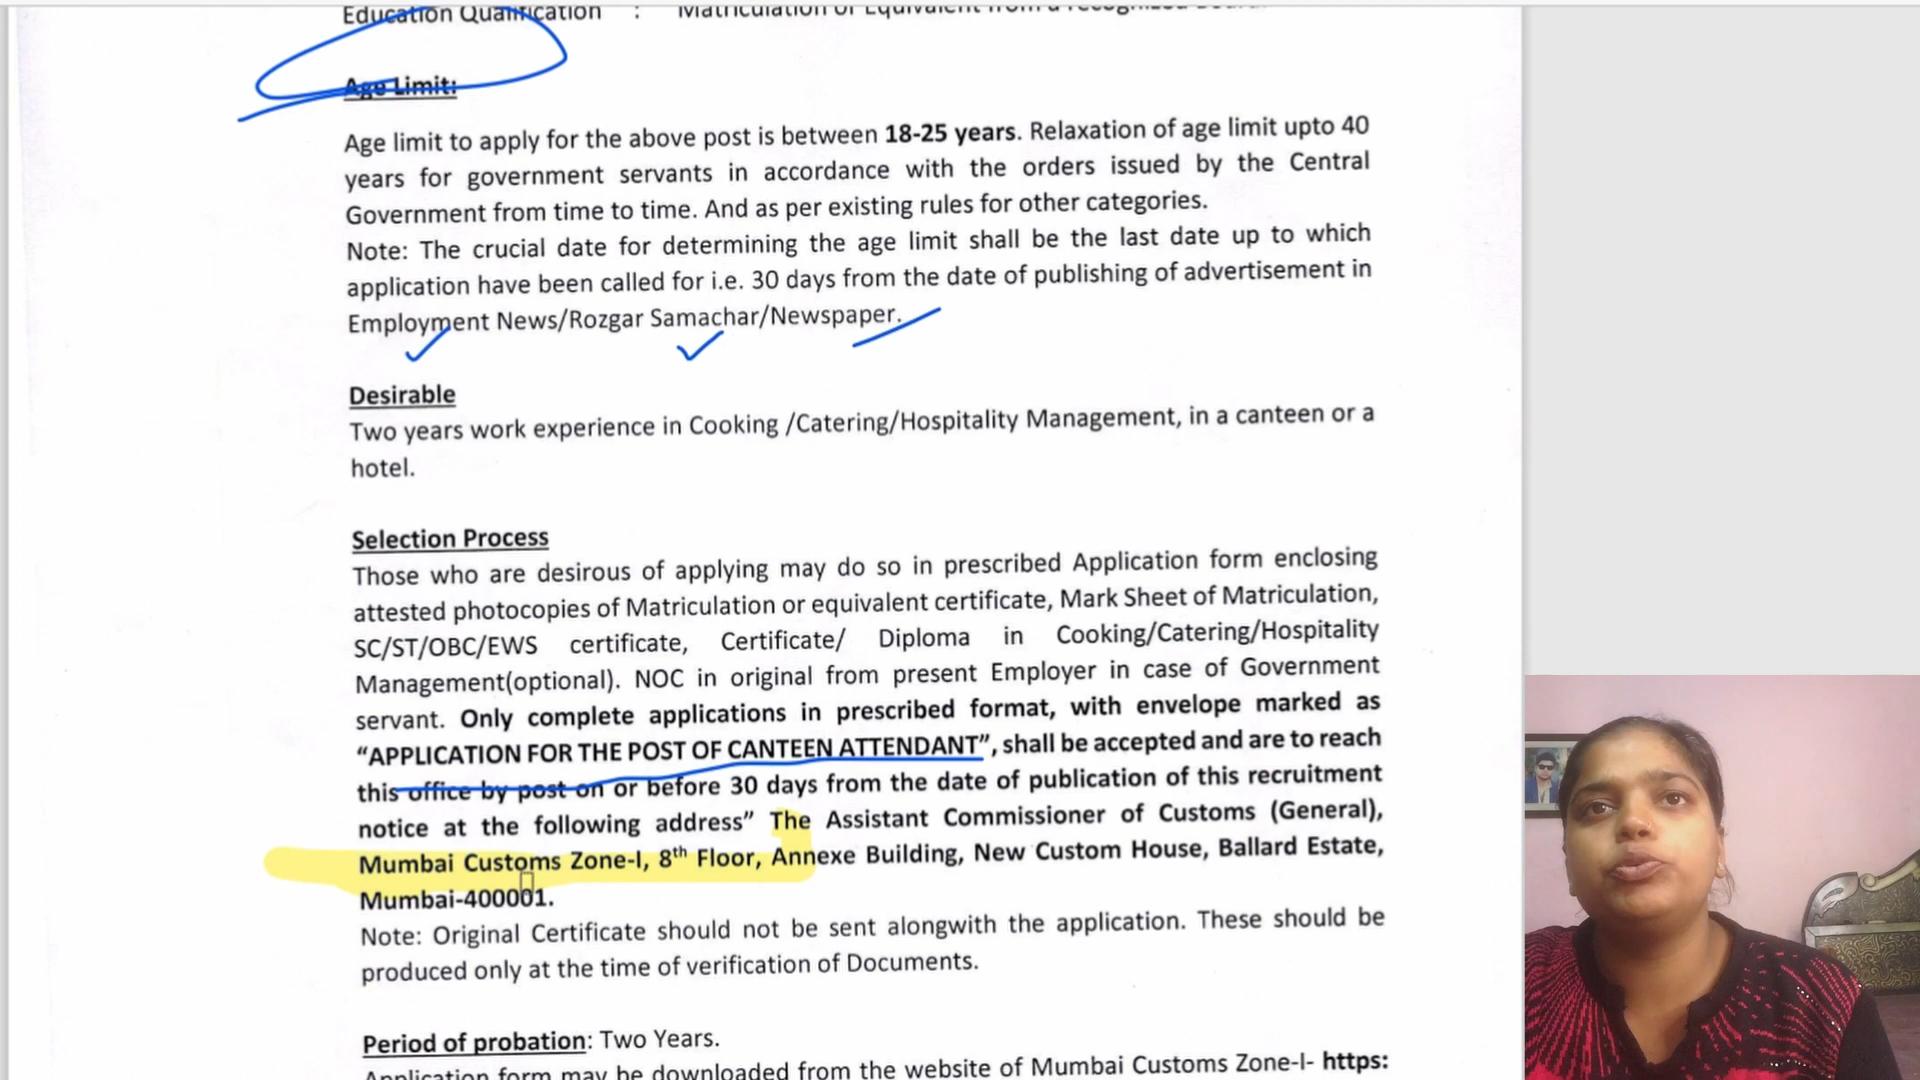 Education Qualification : Matriculation or Equivalent from a recognized Board.
Age Limit:
Age limit to apply for the above post is between 18-25 years. Relaxation of age limit upto 40
years for government servants in accordance with the orders issued by the Central
Government from time to time. And as per existing rules for other categories.
Note: The crucial date for determining the age limit shall be the last date up to which
application have been called for i.e. 30 days from the date of publishing of advertisement in
Employment News/Rozgar Samachar/Newspaper.
Desirable
Two years work experience in Cooking /Catering/Hospitality Management, in a canteen or a
hotel.
Selection Process
Those who are desirous of applying may do so in prescribed Application form enclosing
attested photocopies of Matriculation or equivalent certificate, Mark Sheet of Matriculation,
SC/ST/OBC/EWS certificate, Certificate/ Diploma in Cooking/Catering/Hospitality
Management(optional). NOC in original from present Employer in case of Government
servant. Only complete applications in prescribed format, with envelope marked as
“APPLICATION FOR THE POST OF CANTEEN ATTENDANT”, shall be accepted and are to reach
this office by post on or before 30 days from the date of publication of this recruitment
notice at the following address” The Assistant Commissioner of Customs (General),
Mumbai Customs Zone-I, 8th Floor, Annexe Building, New Custom House, Ballard Estate,
Mumbai-400001.
Note: Original Certificate should not be sent alongwith the application. These should be
produced only at the time of verification of Documents.
Period of probation: Two Years.
Application form may be downloaded from the website of Mumbai Customs Zone-I- https: